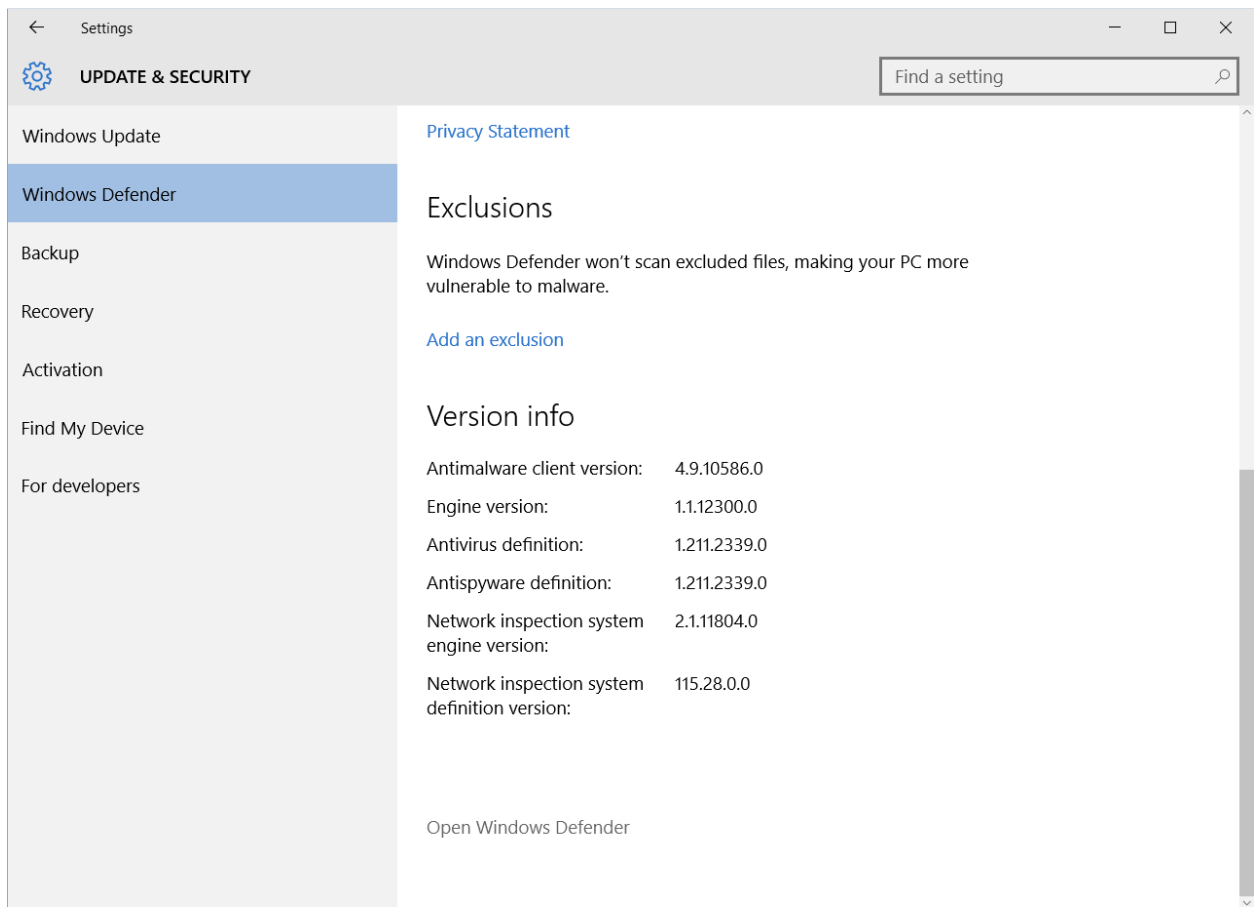 Settings
UPDATE & SECURITY
Find a setting
Windows Update
Windows Defender
Backup
Recovery
Activation
Find My Device
For developers
Privacy Statement
Exclusions
Windows Defender won't scan excluded files, making your PC more
vulnerable to malware.
Add an exclusion
Version info
Antimalware client version: 4.9.10586.0
Engine version: 1.1.12300.0
Antivirus definition: 1.211.2339.0
Antispyware definition: 1.211.2339.0
Network inspection system 2.1.11804.0
engine version:
Network inspection system 115.28.0.0
definition version:
Open Windows Defender